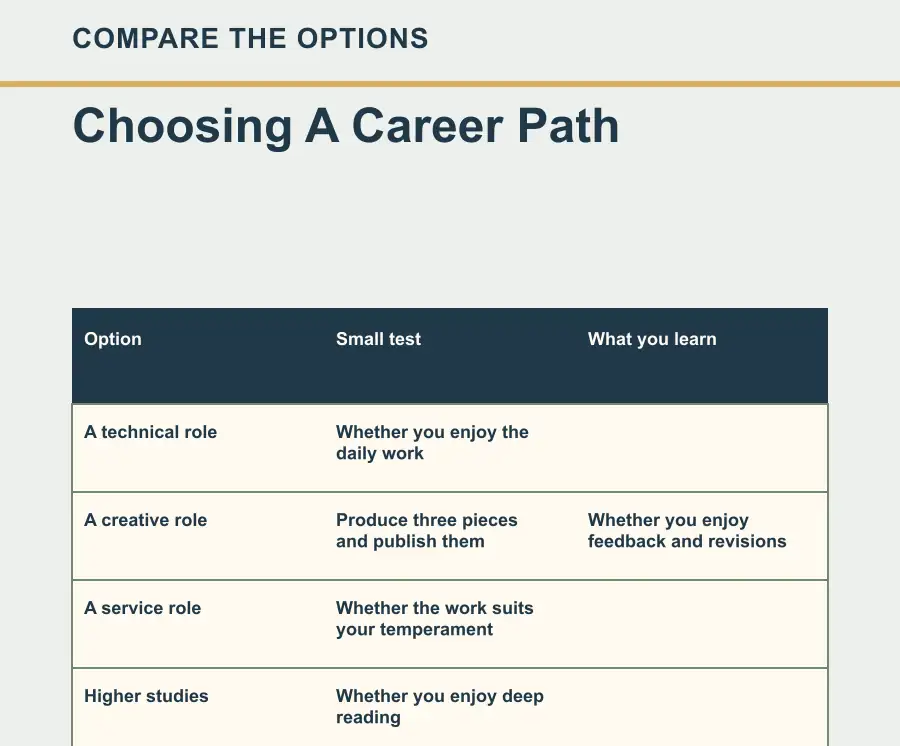 COMPARE THE OPTIONS
Choosing A Career Path
Option Small test What you learn
A technical role Whether you enjoy the
daily work
A creative role Produce three pieces Whether you enjoy
and publish them feedback and revisions
A service role Whether the work suits
your temperament
Higher studies Whether you enjoy deep
reading